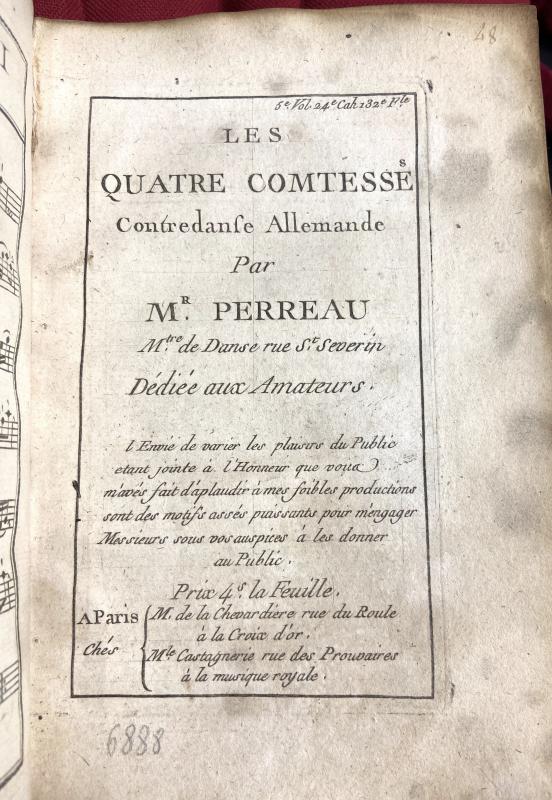 48
6e Vol. 24e Cah 132e Fle
LES
QUATRE COMTESSES
Contredanſe Allemande
Par
MR. PERREAU
Mtre de Danse rue St. Severin
Dédiée aux Amateurs.
l'Envie de varier les plaisirs du Public
etant jointe à l'Honneur que vous
m'avés fait d'aplaudir à mes foibles productions
sont des motifs assés puissants pour m'engager
Messieurs sous vos auspices à les donner
au Public.
Prix 4s. la Feuille.
A Paris
Chés
M. de la Chevardiere rue du Roule
à la Croix d'or.
Mle Castagnerie rue des Prouvaires
à la musique royale.
6888